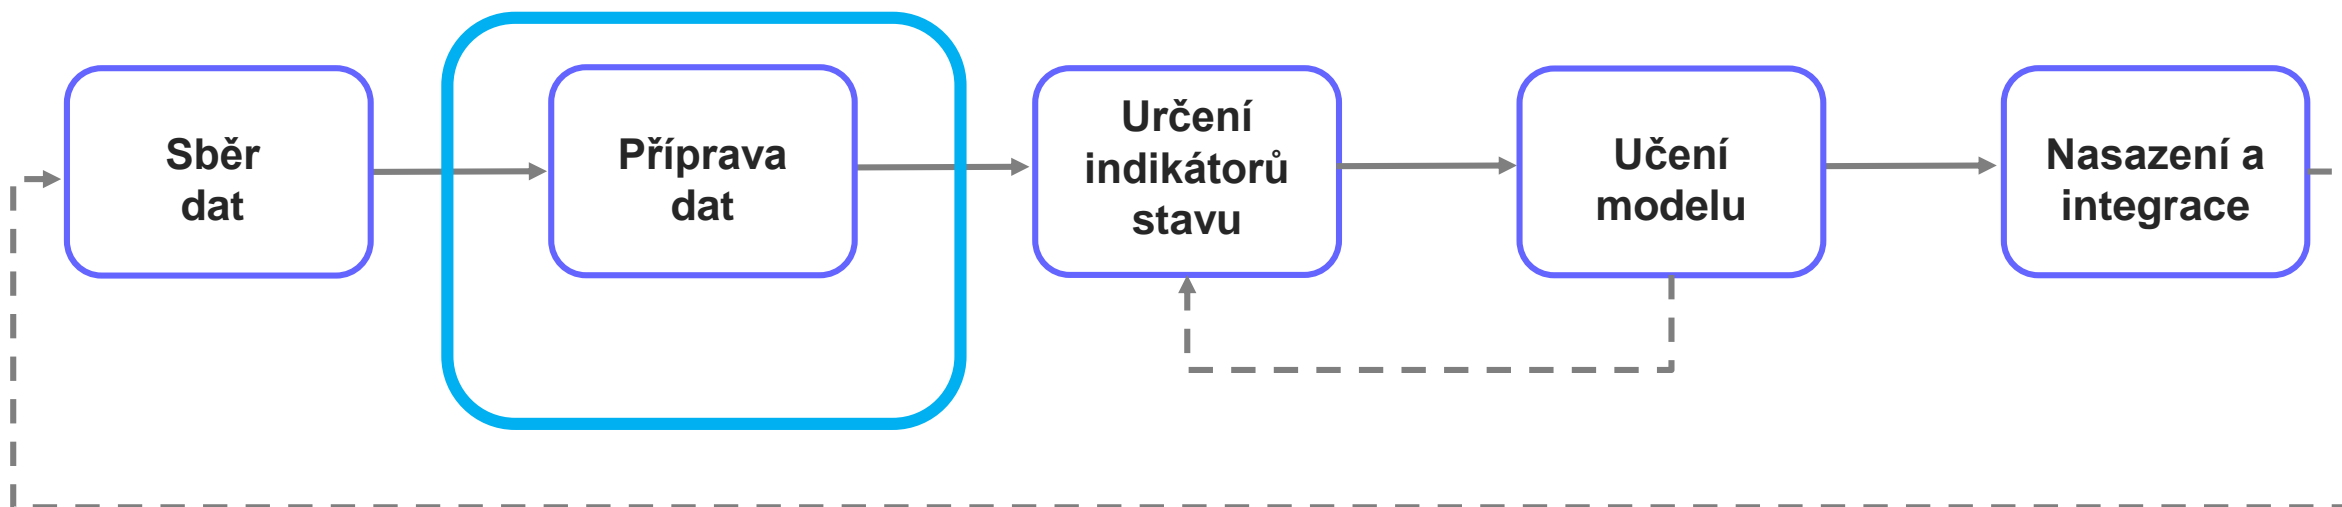 Sběr
dat
Příprava
dat
Určení
indikátorů
stavu
Učení
modelu
Nasazení a
integrace